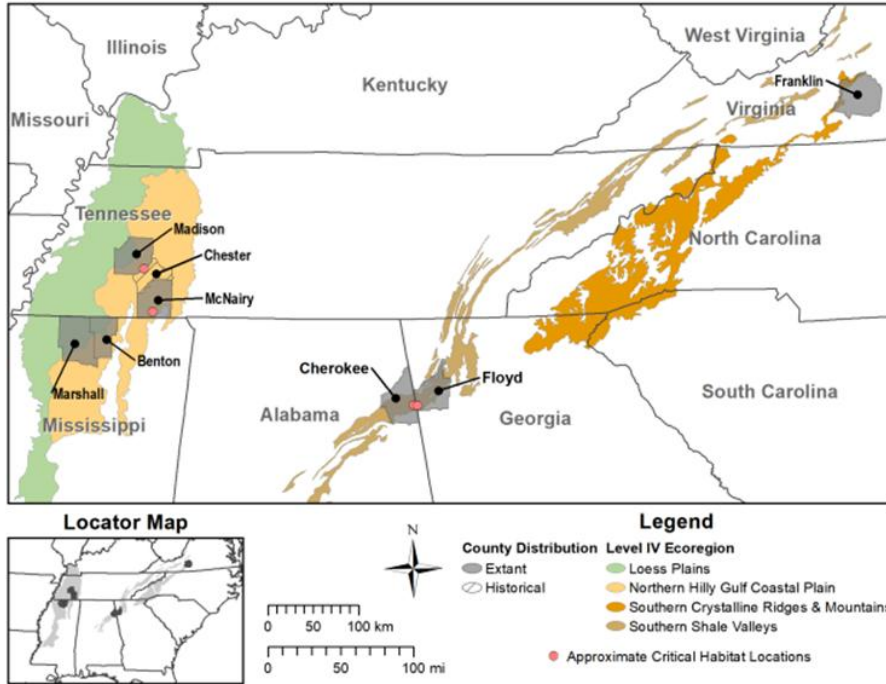 Illinois
West Virginia
Kentucky
Franklin
Missouri
Virginia
Tennessee
Madison
Chester
North Carolina
McNairy
Benton
Cherokee
Floyd
Marshall
Alabama
Georgia
South Carolina
Mississippi
Locator Map
N
Legend
County Distribution
Level IV Ecoregion
Extant
Loess Plains
Historical
Northern Hilly Gulf Coastal Plain
Southern Crystalline Ridges & Mountains
Southern Shale Valleys
0 50 100 km
0 50 100 mi
Approximate Critical Habitat Locations